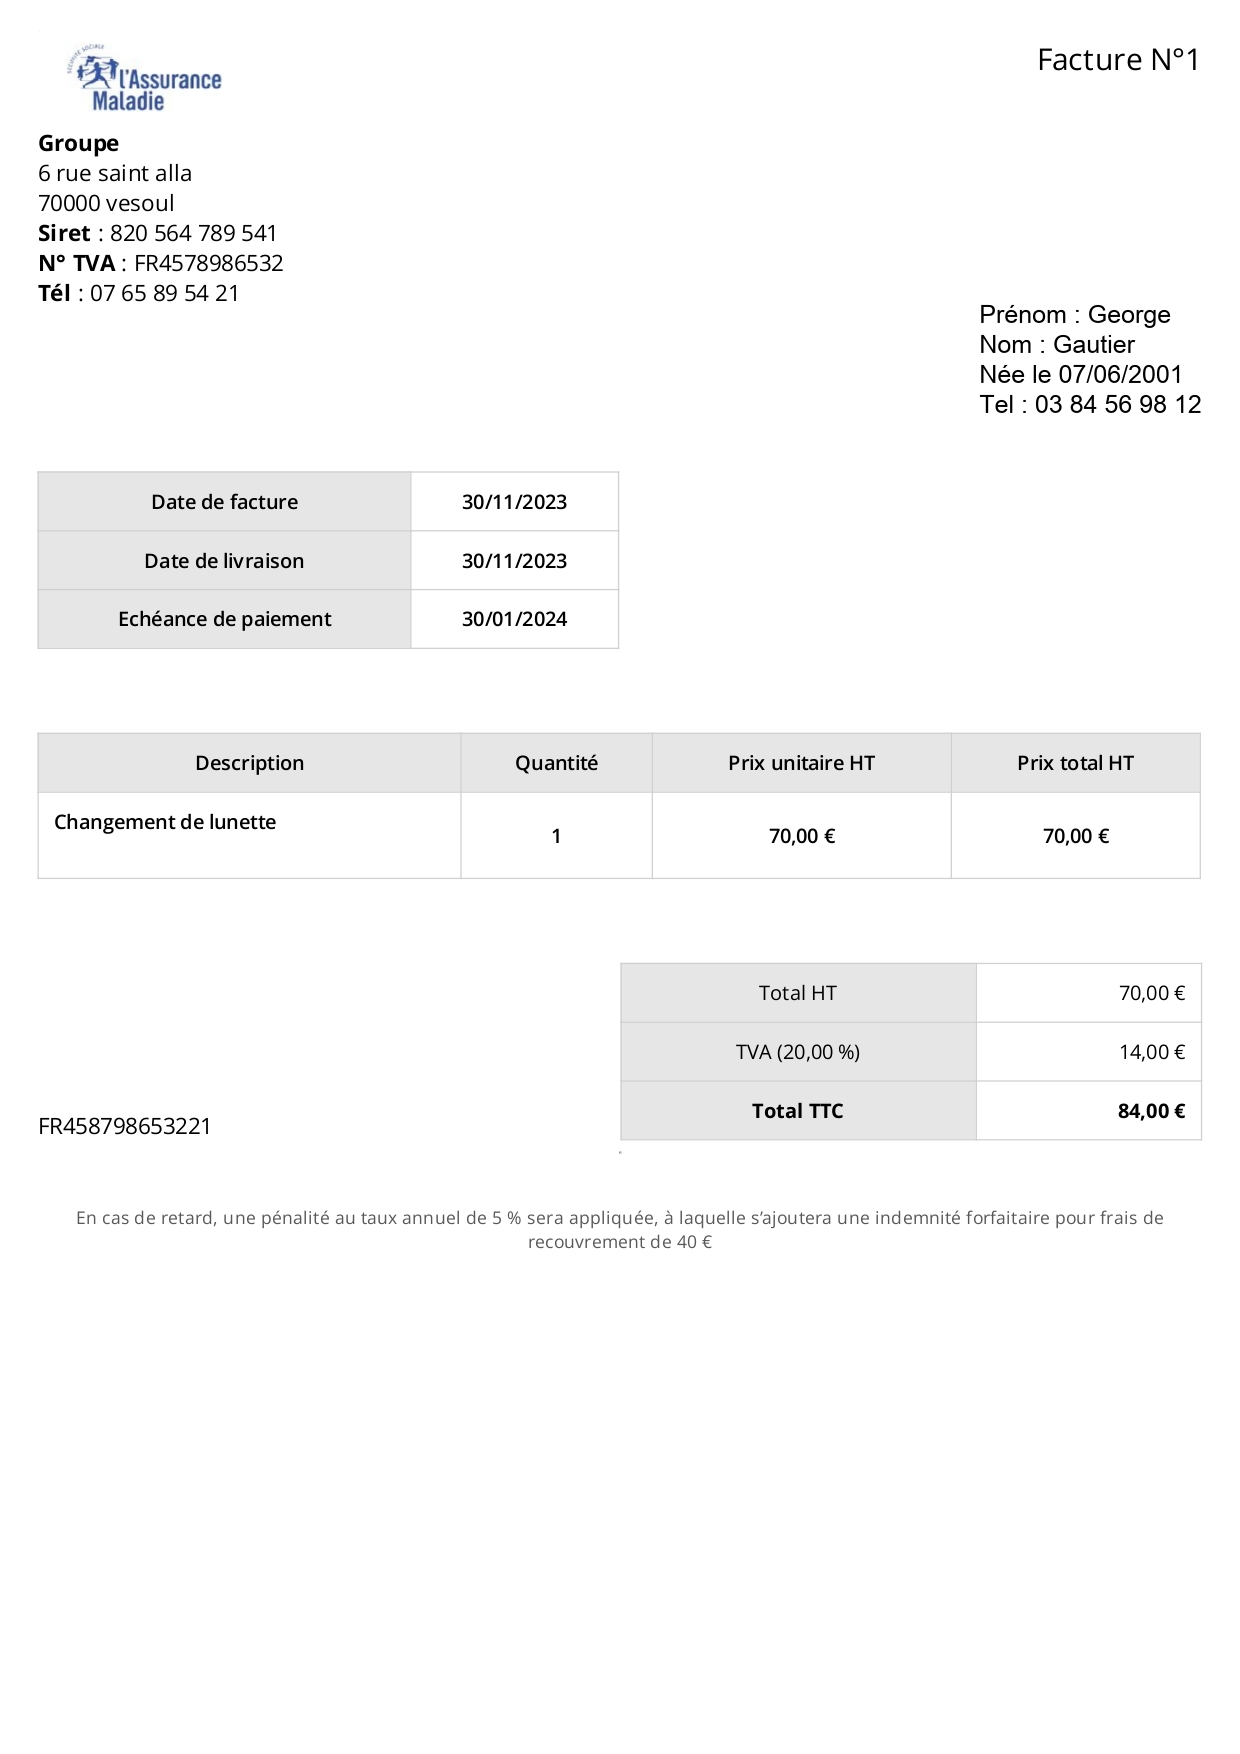 SÉCURITÉ SOCIALE
l'Assurance
Maladie
Facture N°1
Groupe
6 rue saint alla
70000 vesoul
Siret : 820 564 789 541
N° TVA : FR4578986532
Tél : 07 65 89 54 21
Prénom : George
Nom : Gautier
Née le 07/06/2001
Tel : 03 84 56 98 12
Date de facture 30/11/2023
Date de livraison 30/11/2023
Echéance de paiement 30/01/2024
Description Quantité Prix unitaire HT Prix total HT
Changement de lunette 1 70,00 € 70,00 €
Total HT 70,00 €
TVA (20,00 %) 14,00 €
Total TTC 84,00 €
FR458798653221
En cas de retard, une pénalité au taux annuel de 5 % sera appliquée, à laquelle s’ajoutera une indemnité forfaitaire pour frais de
recouvrement de 40 €